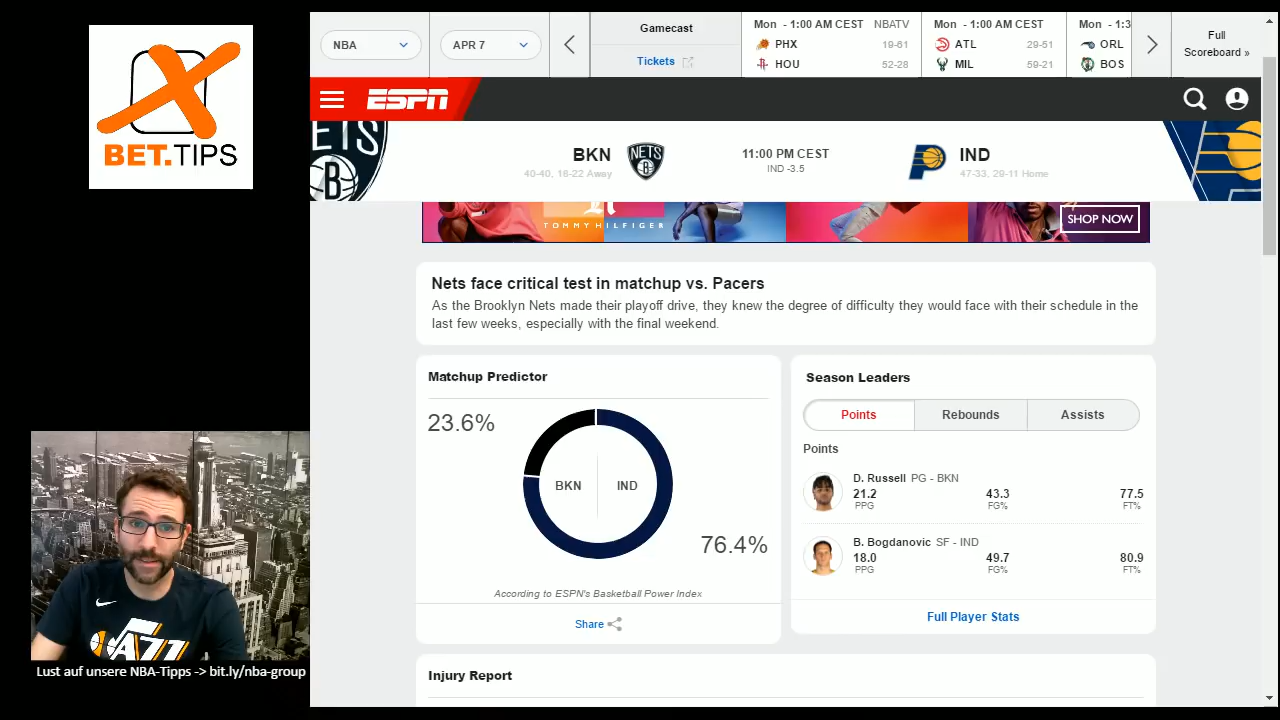 BET.TIPS
NBA
APR 7
Gamecast
Tickets
Mon - 1:00 AM CEST NBATV
PHX 19-61
HOU 52-28
Mon - 1:00 AM CEST
ATL 29-51
MIL 59-21
Mon - 1:3
ORL
BOS
Full
Scoreboard »
ESPN
ETS
B
BKN
40-40, 18-22 Away
NETS
B
11:00 PM CEST
IND -3.5
IND
47-33, 29-11 Home
TOMMY HILFIGER
SHOP NOW
Nets face critical test in matchup vs. Pacers
As the Brooklyn Nets made their playoff drive, they knew the degree of difficulty they would face with their schedule in the
last few weeks, especially with the final weekend.
Matchup Predictor
23.6%
BKN IND
76.4%
According to ESPN's Basketball Power Index
Share
Season Leaders
Points Rebounds Assists
Points
D. Russell PG - BKN
21.2 43.3 77.5
PPG FG% FT%
B. Bogdanovic SF - IND
18.0 49.7 80.9
PPG FG% FT%
Full Player Stats
Injury Report
JAZZ
Lust auf unsere NBA-Tipps -> bit.ly/nba-group